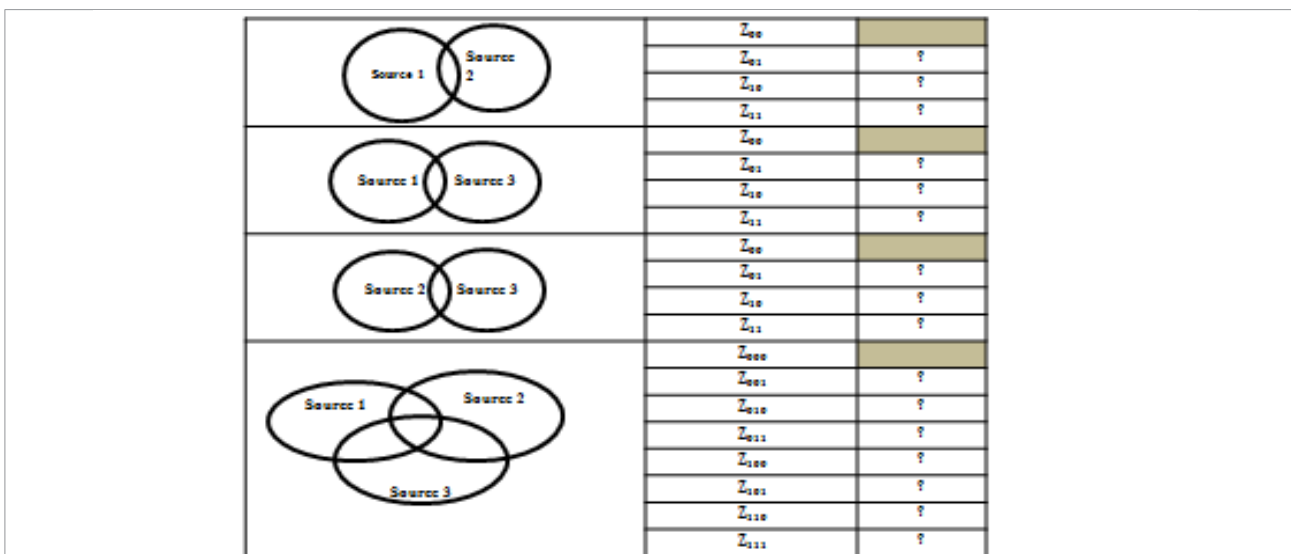 Source 1
Source
2
Z₀₀
Z₀₁ ?
Z₁₀ ?
Z₁₁ ?
Source 1 Source 3
Z₀₀
Z₀₁ ?
Z₁₀ ?
Z₁₁ ?
Source 2 Source 3
Z₀₀
Z₀₁ ?
Z₁₀ ?
Z₁₁ ?
Source 1 Source 2
Source 3
Z₀₀₀
Z₀₀₁ ?
Z₀₁₀ ?
Z₀₁₁ ?
Z₁₀₀ ?
Z₁₀₁ ?
Z₁₁₀ ?
Z₁₁₁ ?